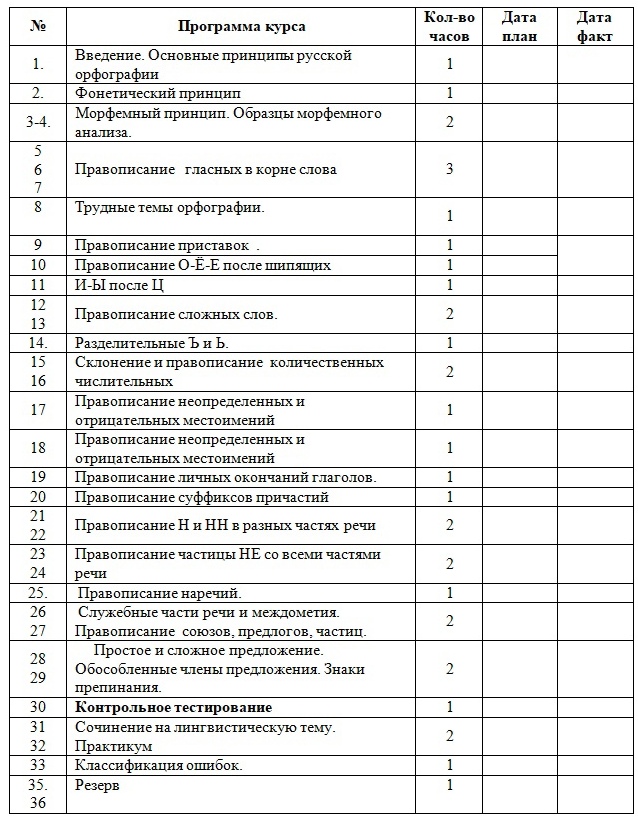 № Программа курса Кол-во часов Дата план Дата факт
1. Введение. Основные принципы русской 1
орфографии
2. Фонетический принцип 1
3-4. Морфемный принцип. Образцы морфемного 2
анализа.
5
6 Правописание гласных в корне слова 3
7
8 Трудные темы орфографии. 1
9 Правописание приставок . 1
10 Правописание О-Ё-Е после шипящих 1
11 И-Ы после Ц 1
12
13 Правописание сложных слов. 2
14. Разделительные Ъ и Ь. 1
15 Склонение и правописание количественных 2
16 числительных
17 Правописание неопределенных и 1
отрицательных местоимений
18 Правописание неопределенных и 1
отрицательных местоимений
19 Правописание личных окончаний глаголов. 1
20 Правописание суффиксов причастий 1
21
22 Правописание Н и НН в разных частях речи 2
23 Правописание частицы НЕ со всеми частями 2
24 речи
25. Правописание наречий. 1
26 Служебные части речи и междометия. 2
27 Правописание союзов, предлогов, частиц.
28 Простое и сложное предложение. 2
29 Обособленные члены предложения. Знаки
препинания.
30 Контрольное тестирование 1
31 Сочинение на лингвистическую тему. 2
32 Практикум
33 Классификация ошибок. 1
35. Резерв 1
36